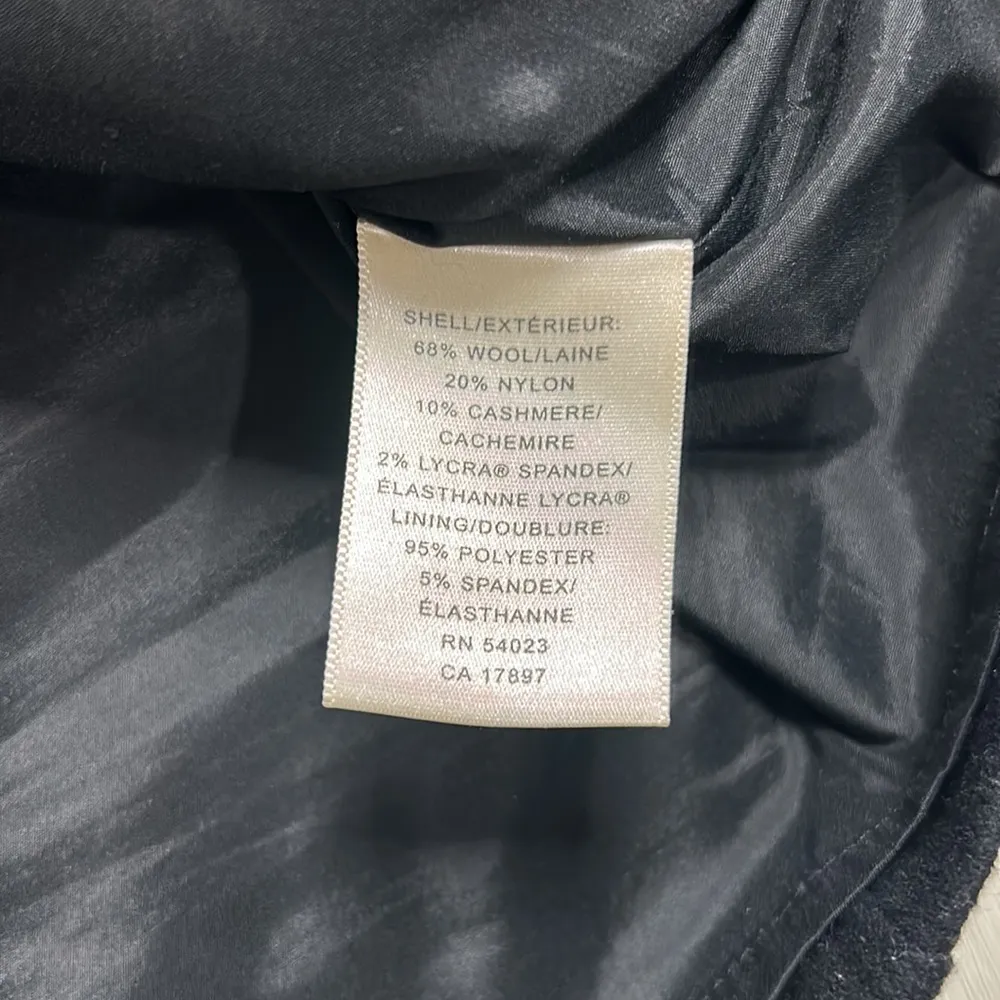 SHELL/EXTÉRIEUR:
68% WOOL/LAINE
20% NYLON
10% CASHMERE/
CACHEMIRE
2% LYCRA® SPANDEX/
ÉLASTHANNE LYCRA®
LINING/DOUBLURE:
95% POLYESTER
5% SPANDEX/
ÉLASTHANNE
RN 54023
CA 17897